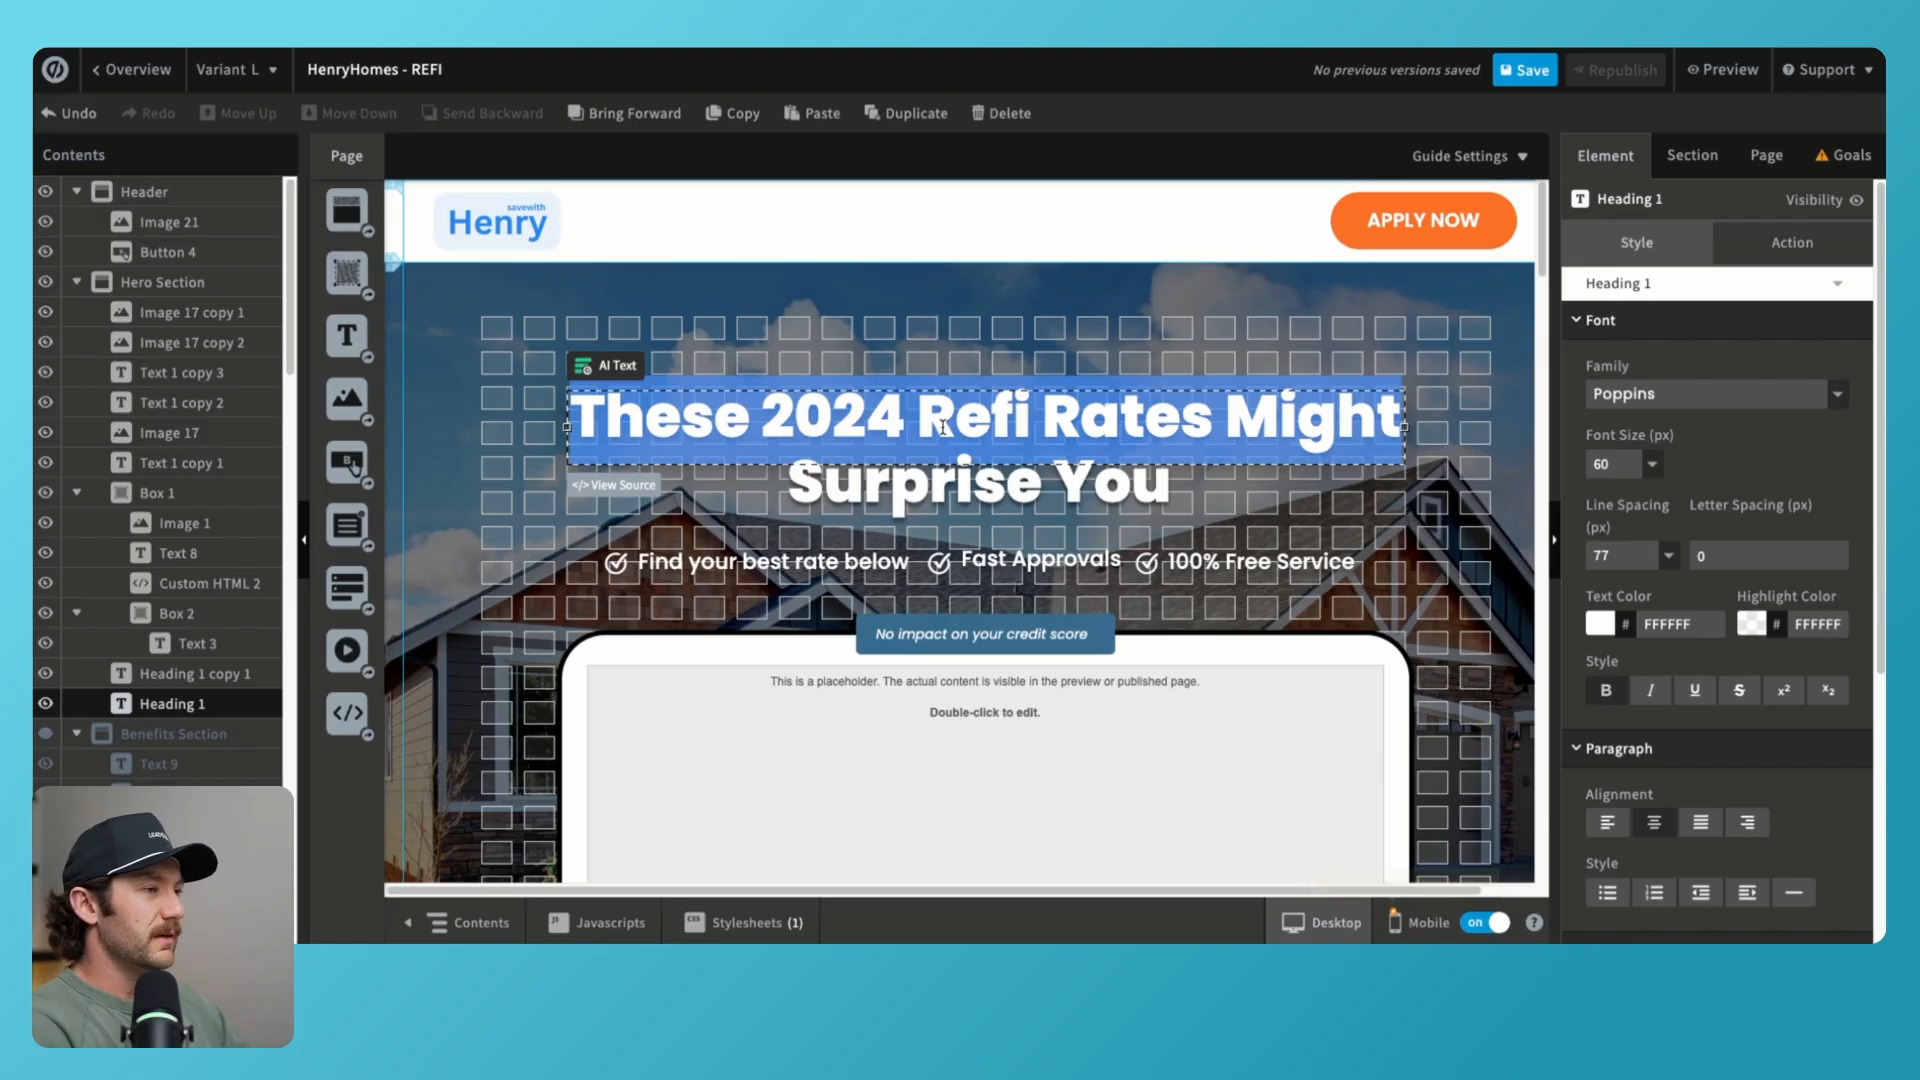 Overview
Variant L
HenryHomes - REFI
No previous versions saved
Save
Republish
Preview
Support
Undo
Redo
Move Up
Move Down
Send Backward
Bring Forward
Copy
Paste
Duplicate
Delete
Contents
Page
Guide Settings
Element
Section
Page
Goals
Header
Image 21
Button 4
Hero Section
Image 17 copy 1
Image 17 copy 2
Text 1 copy 3
Text 1 copy 2
Image 17
Text 1 copy 1
Box 1
Image 1
Text 8
Custom HTML 2
Box 2
Text 3
Heading 1 copy 1
Heading 1
Benefits Section
Text 9
savewith
Henry
APPLY NOW
AI Text
These 2024 Refi Rates Might
Surprise You
</> View Source
Find your best rate below
Fast Approvals
100% Free Service
No impact on your credit score
This is a placeholder. The actual content is visible in the preview or published page.
Double-click to edit.
Heading 1
Visibility
Style
Action
Heading 1
Font
Family
Poppins
Font Size (px)
60
Line Spacing
(px)
Letter Spacing (px)
77
0
Text Color
Highlight Color
# FFFFFF
# FFFFFF
Style
B I U S x² x₂
Paragraph
Alignment
Style
Contents
JS
Javascripts
CSS
Stylesheets (1)
Desktop
Mobile
on
?